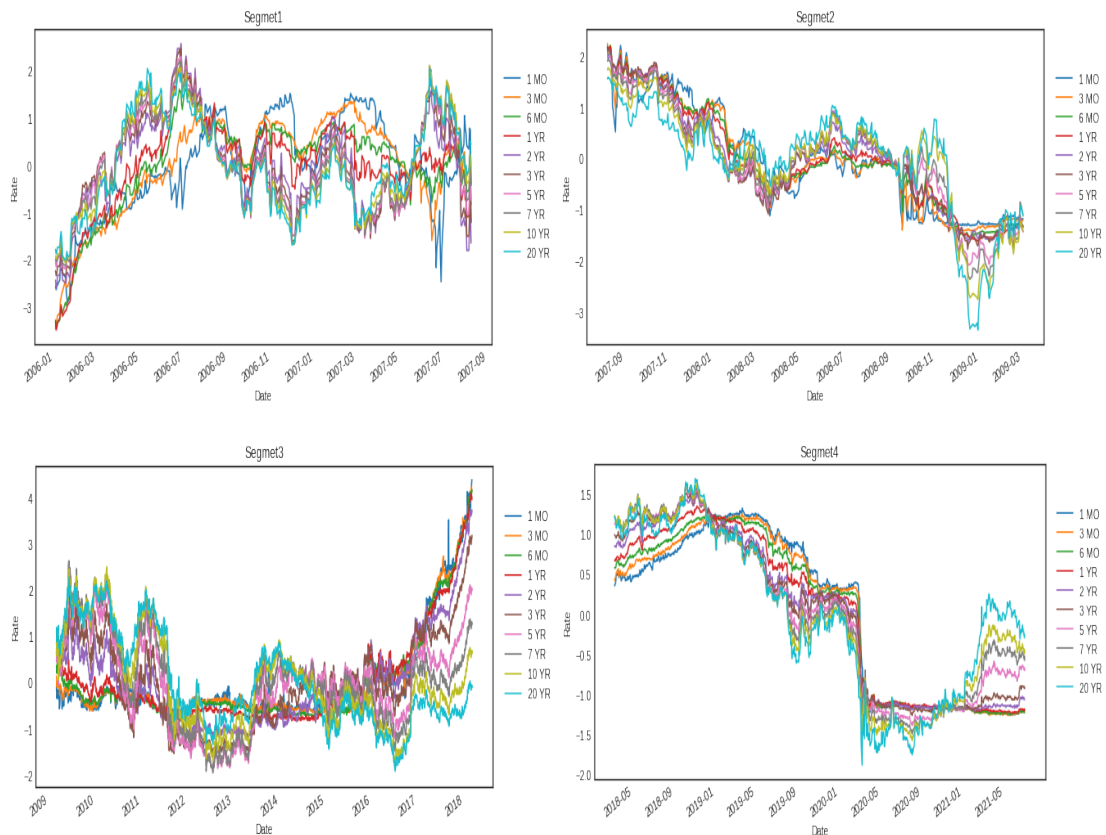 Segmet1
Rate
2
1
0
−1
−2
−3
2006-01
2006-03
2006-05
2006-07
2006-09
2006-11
2007-01
2007-03
2007-05
2007-07
2007-09
Date
1 MO
3 MO
6 MO
1 YR
2 YR
3 YR
5 YR
7 YR
10 YR
20 YR
Segmet2
Rate
2
1
0
−1
−2
−3
2007-09
2007-11
2008-01
2008-03
2008-05
2008-07
2008-09
2008-11
2009-01
2009-03
Date
1 MO
3 MO
6 MO
1 YR
2 YR
3 YR
5 YR
7 YR
10 YR
20 YR
Segmet3
Rate
4
3
2
1
0
−1
−2
2009
2010
2011
2012
2013
2014
2015
2016
2017
2018
Date
1 MO
3 MO
6 MO
1 YR
2 YR
3 YR
5 YR
7 YR
10 YR
20 YR
Segmet4
Rate
1.5
1.0
0.5
0.0
−0.5
−1.0
−1.5
−2.0
2018-05
2018-09
2019-01
2019-05
2019-09
2020-01
2020-05
2020-09
2021-01
2021-05
Date
1 MO
3 MO
6 MO
1 YR
2 YR
3 YR
5 YR
7 YR
10 YR
20 YR